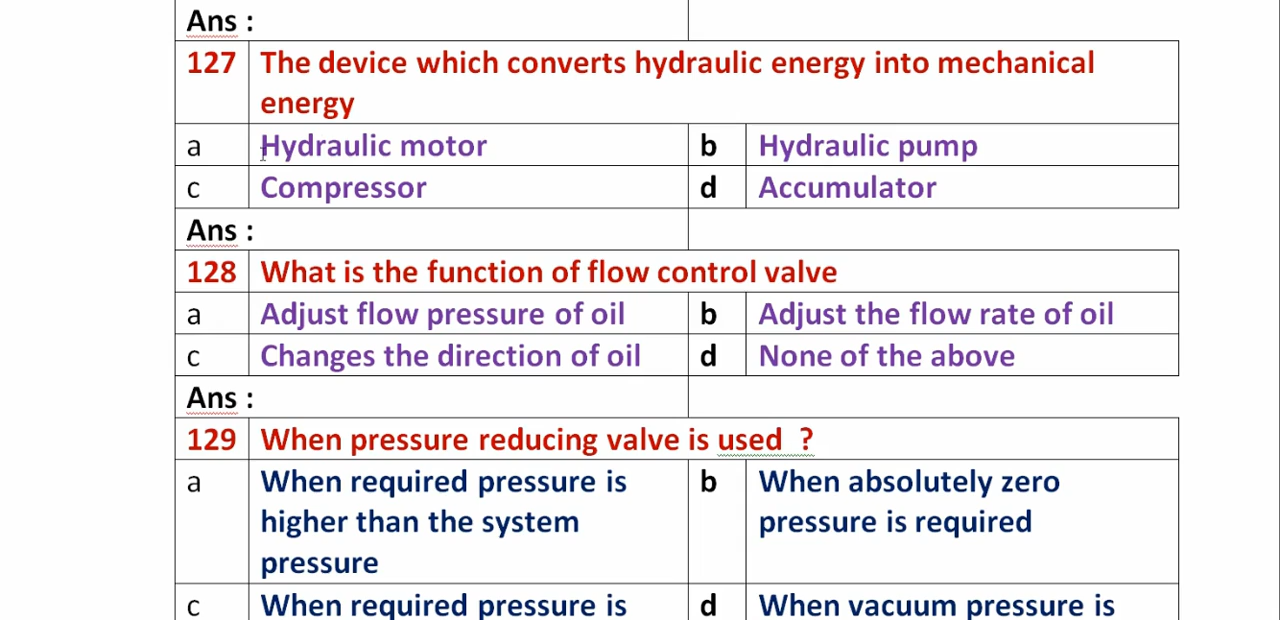 Ans :
127 The device which converts hydraulic energy into mechanical
energy
a Hydraulic motor b Hydraulic pump
c Compressor d Accumulator
Ans :
128 What is the function of flow control valve
a Adjust flow pressure of oil b Adjust the flow rate of oil
c Changes the direction of oil d None of the above
Ans :
129 When pressure reducing valve is used ?
a When required pressure is b When absolutely zero
higher than the system pressure is required
pressure
c When required pressure is d When vacuum pressure is